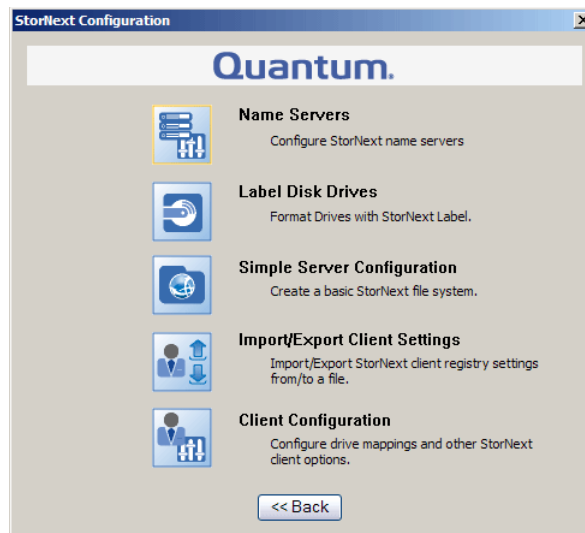 StorNext Configuration
Quantum.
Name Servers
Configure StorNext name servers
Label Disk Drives
Format Drives with StorNext Label.
Simple Server Configuration
Create a basic StorNext file system.
Import/Export Client Settings
Import/Export StorNext client registry settings
from/to a file.
Client Configuration
Configure drive mappings and other StorNext
client options.
<< Back